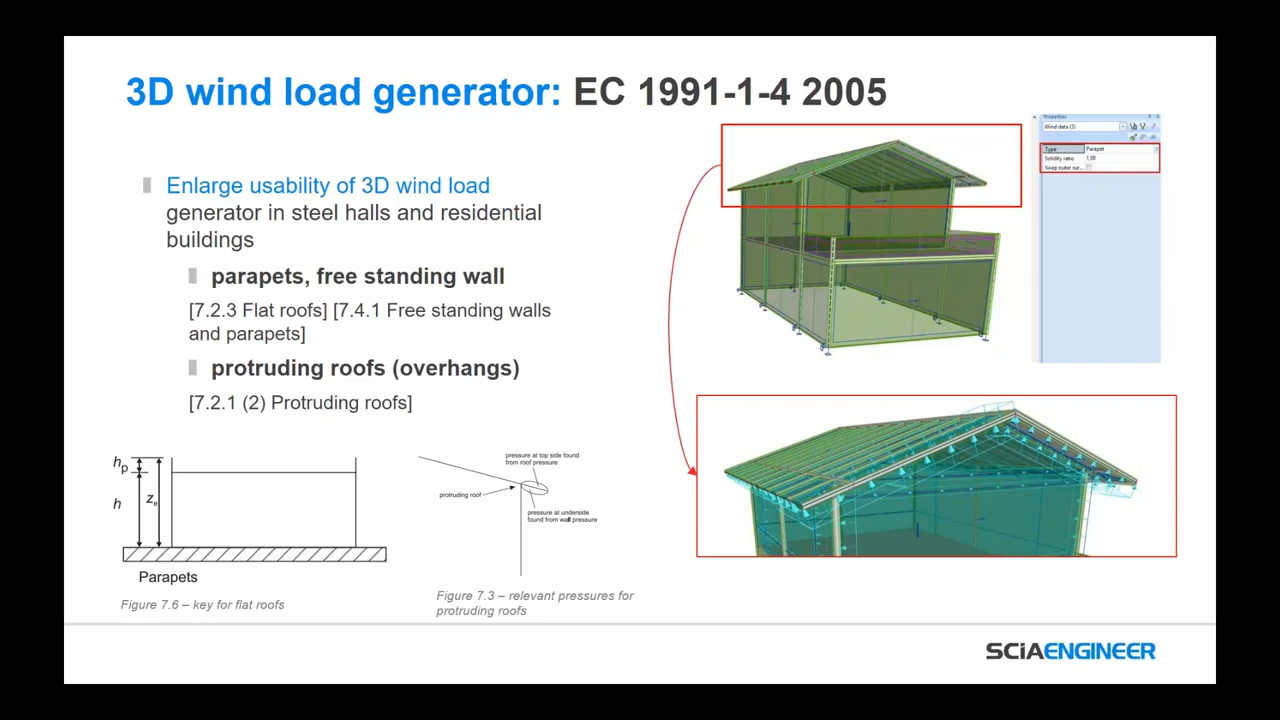 3D wind load generator: EC 1991-1-4 2005
Enlarge usability of 3D wind load
generator in steel halls and residential
buildings
parapets, free standing wall
[7.2.3 Flat roofs] [7.4.1 Free standing walls
and parapets]
protruding roofs (overhangs)
[7.2.1 (2) Protruding roofs]
Properties
Wind data (3)
Type Parapet
Solidity ratio 1,00
Swap outer sur...
hp
h
ze
Parapets
Figure 7.6 – key for flat roofs
pressure at top side found
from roof pressure
protruding roof
pressure at underside
found from wall pressure
Figure 7.3 – relevant pressures for
protruding roofs
SCiAENGINEER